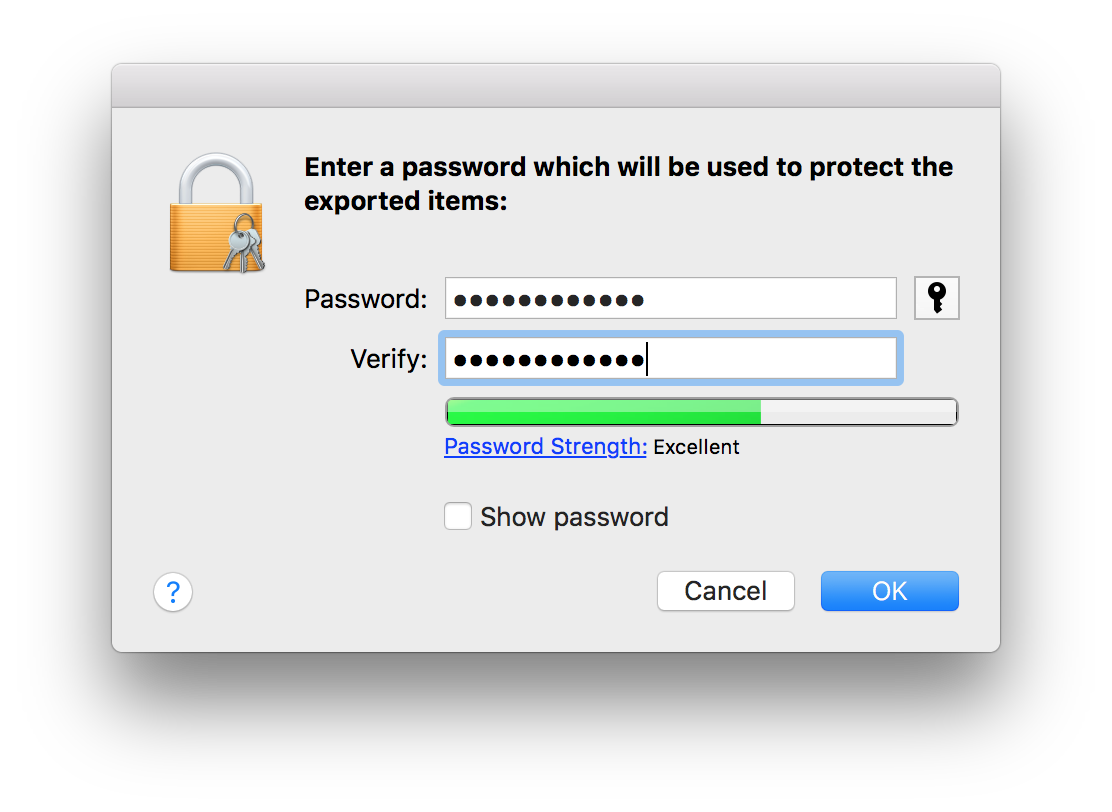 Enter a password which will be used to protect the
exported items:
Password: ●●●●●●●●●●●●
Verify: ●●●●●●●●●●●●
Password Strength: Excellent
Show password
? Cancel OK